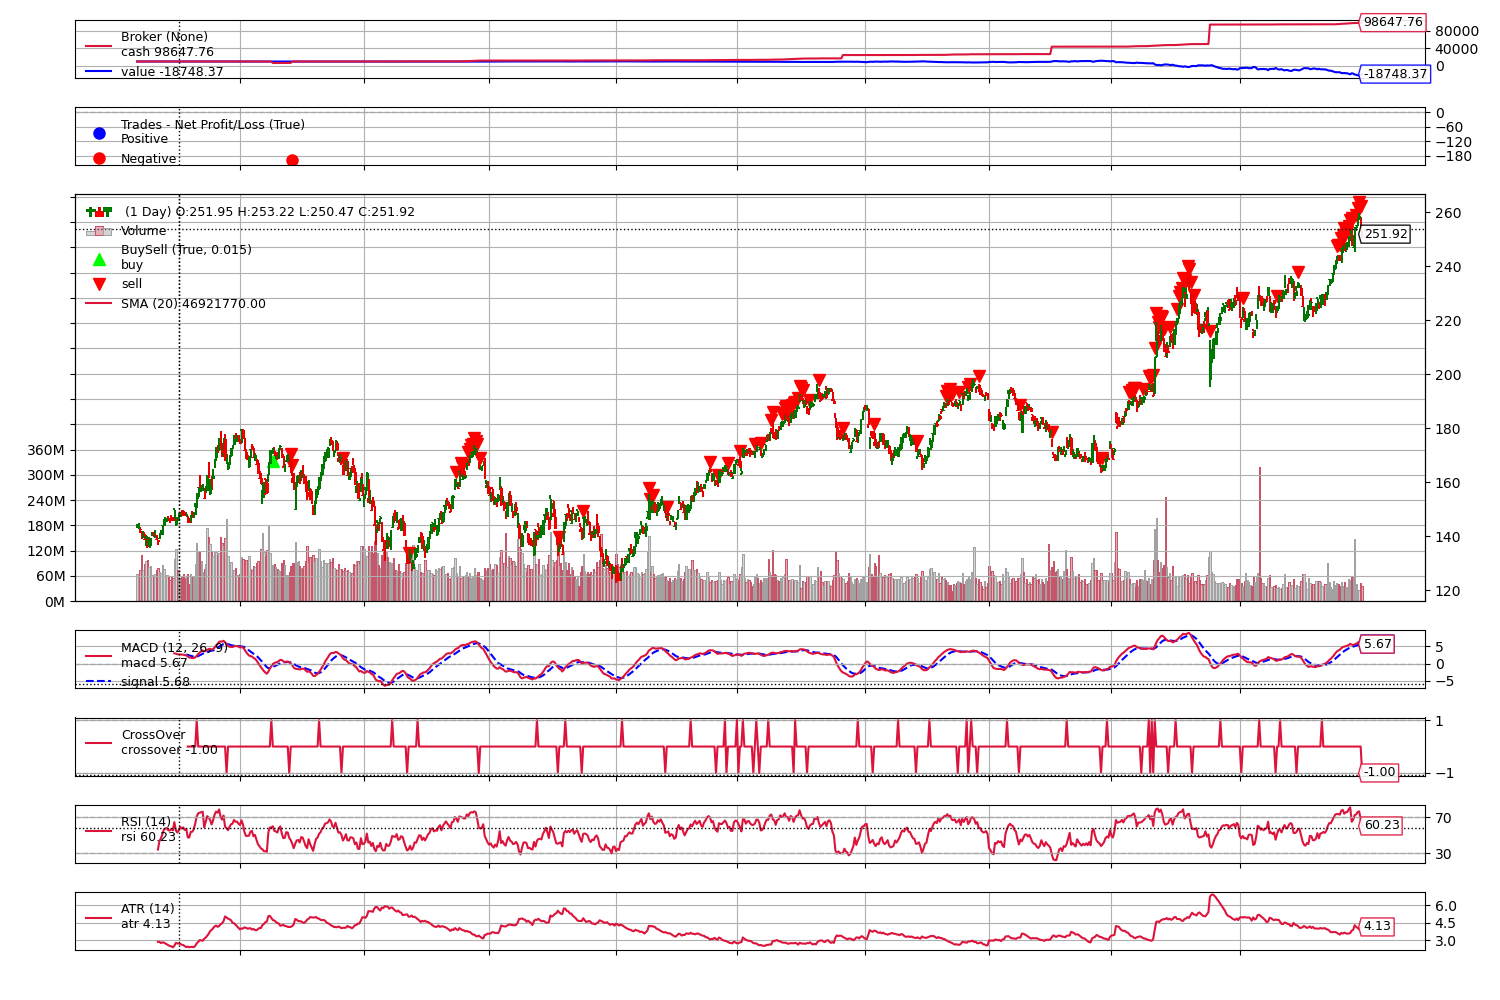 Broker (None)
cash 98647.76
value -18748.37
98647.76
80000
40000
0
-18748.37
Trades - Net Profit/Loss (True)
Positive
Negative
0
−60
−120
−180
(1 Day) O:251.95 H:253.22 L:250.47 C:251.92
Volume
BuySell (True, 0.015)
buy
sell
SMA (20) 46921770.00
260
251.92
240
220
200
180
160
140
120
360M
300M
240M
180M
120M
60M
0M
MACD (12, 26, 9)
macd 5.67
signal 5.68
5.67
5
0
−5
CrossOver
crossover -1.00
1
-1.00
−1
RSI (14)
rsi 60.23
70
60.23
30
ATR (14)
atr 4.13
6.0
4.5
4.13
3.0